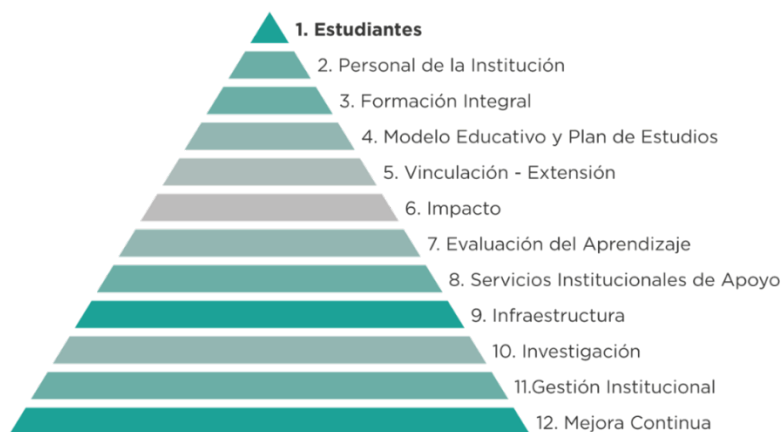 1. Estudiantes
2. Personal de la Institución
3. Formación Integral
4. Modelo Educativo y Plan de Estudios
5. Vinculación - Extensión
6. Impacto
7. Evaluación del Aprendizaje
8. Servicios Institucionales de Apoyo
9. Infraestructura
10. Investigación
11.Gestión Institucional
12. Mejora Continua